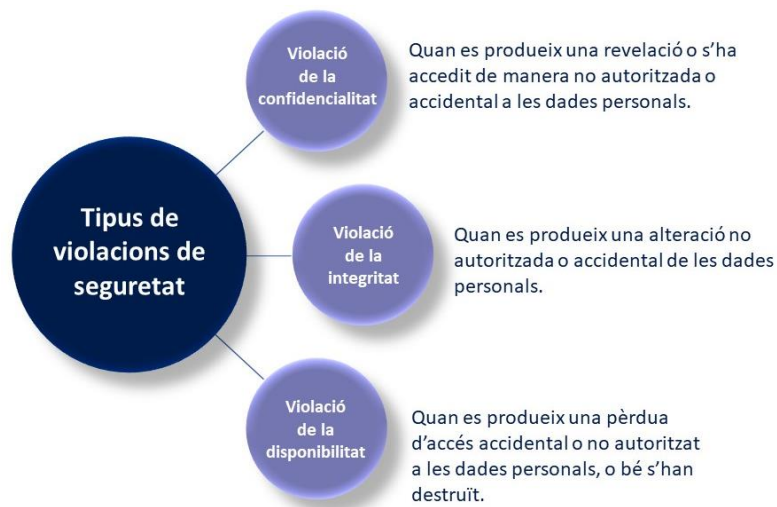 Tipus de
violacions de
seguretat
Violació
de la
confidencialitat
Quan es produeix una revelació o s'ha
accedit de manera no autoritzada o
accidental a les dades personals.
Violació
de la
integritat
Quan es produeix una alteració no
autoritzada o accidental de les dades
personals.
Violació
de la
disponibilitat
Quan es produeix una pèrdua
d'accés accidental o no autoritzat
a les dades personals, o bé s'han
destruït.